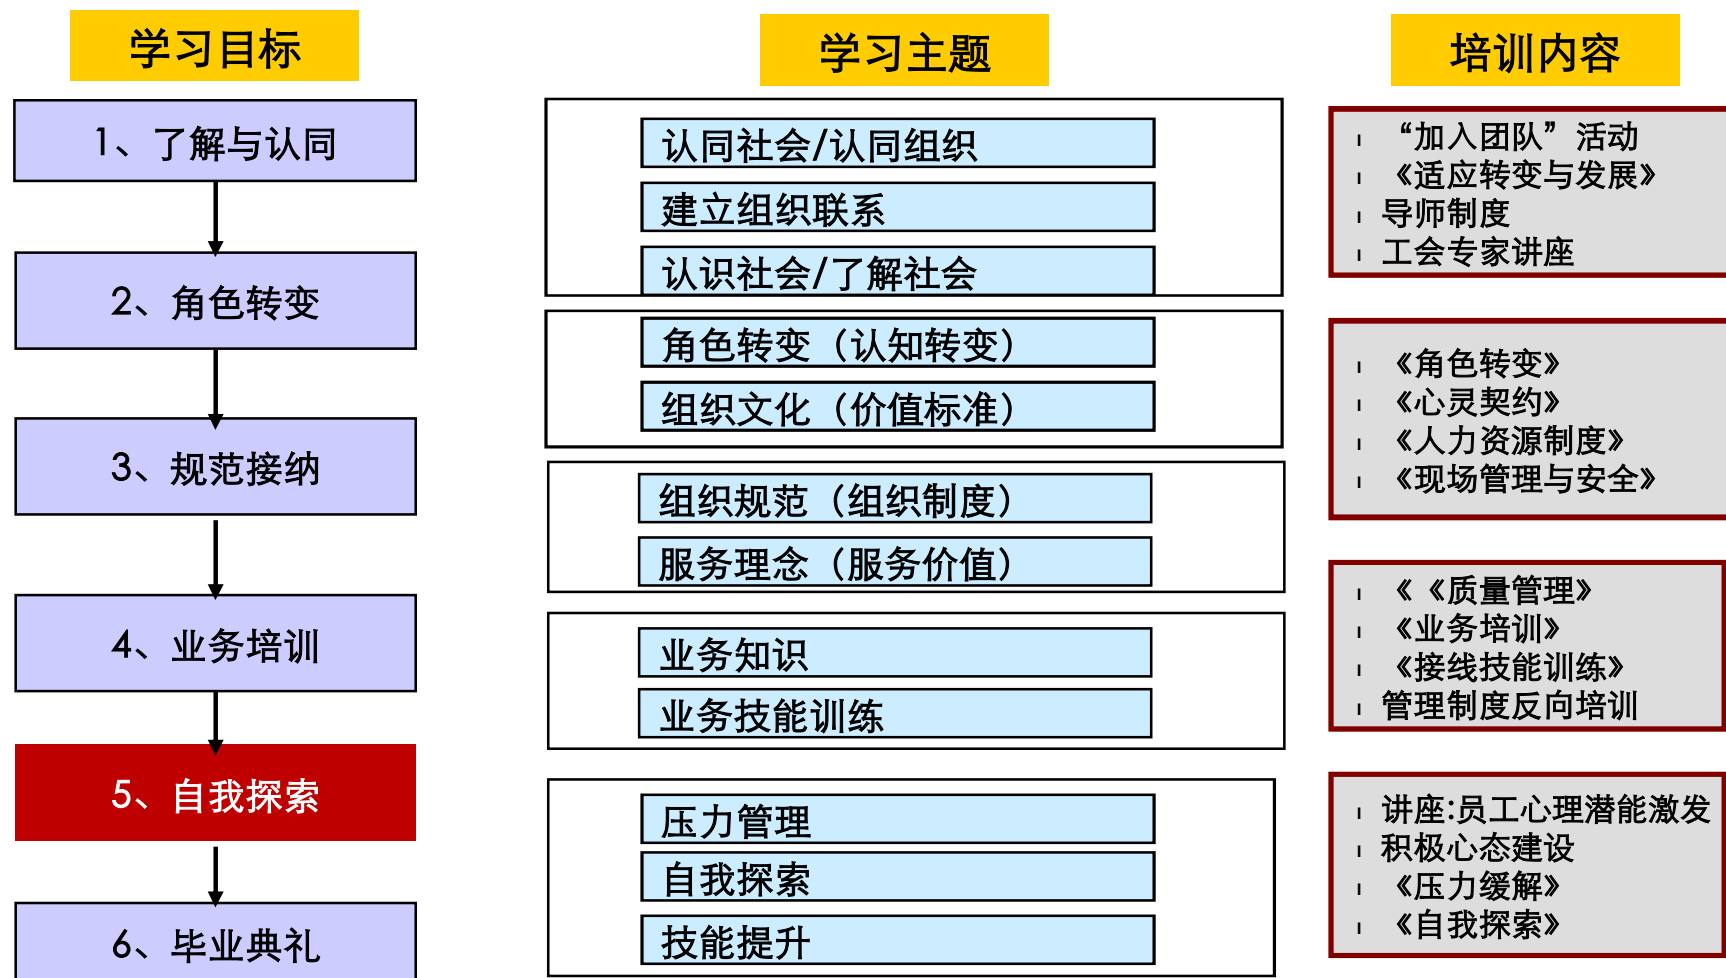 学习目标
1、了解与认同
2、角色转变
3、规范接纳
4、业务培训
5、自我探索
6、毕业典礼
学习主题
认同社会/认同组织
建立组织联系
认识社会/了解社会
角色转变（认知转变）
组织文化（价值标准）
组织规范（组织制度）
服务理念（服务价值）
业务知识
业务技能训练
压力管理
自我探索
技能提升
培训内容
“加入团队”活动
《适应转变与发展》
导师制度
工会专家讲座
《角色转变》
《心灵契约》
《人力资源制度》
《现场管理与安全》
《《质量管理》
《业务培训》
《接线技能训练》
管理制度反向培训
讲座:员工心理潜能激发
积极心态建设
《压力缓解》
《自我探索》